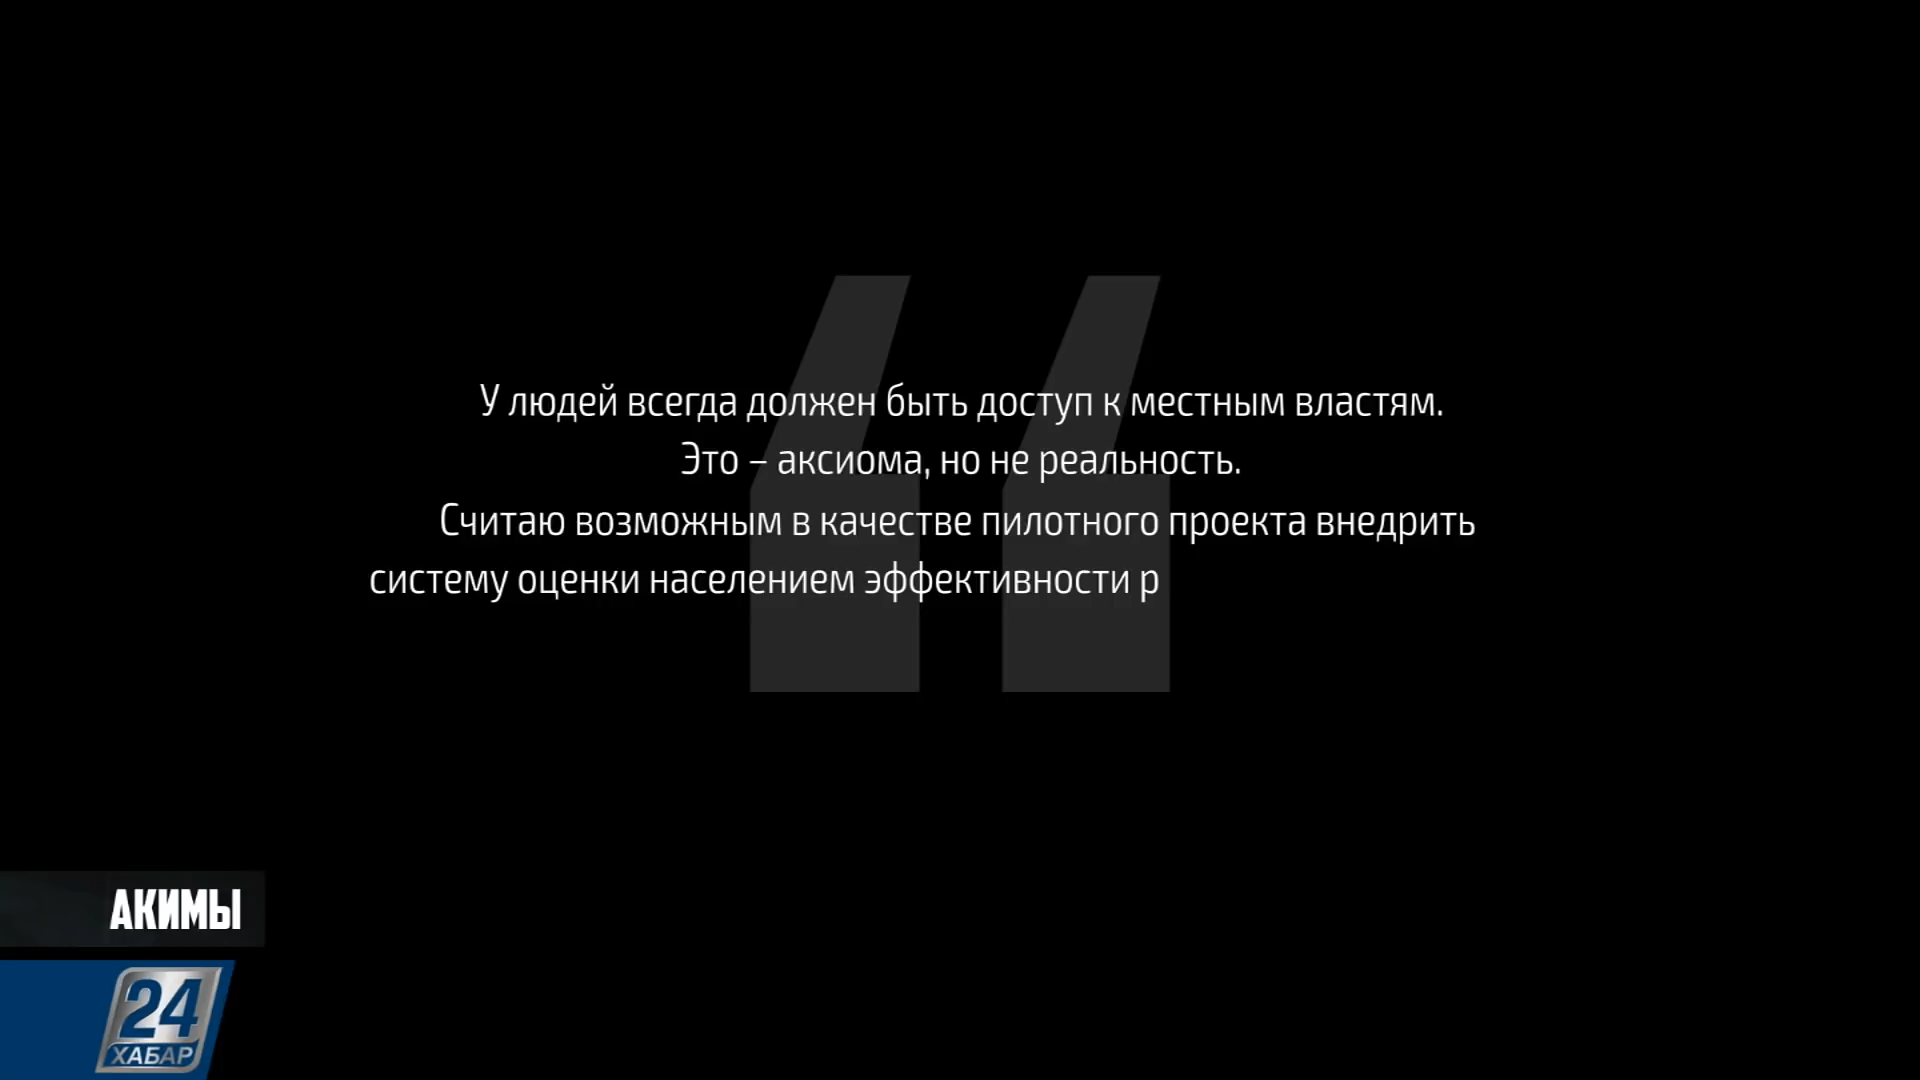 У людей всегда должен быть доступ к местным властям.
Это – аксиома, но не реальность.
Считаю возможным в качестве пилотного проекта внедрить
систему оценки населением эффективности р
АКИМЫ
24
ХАБАР